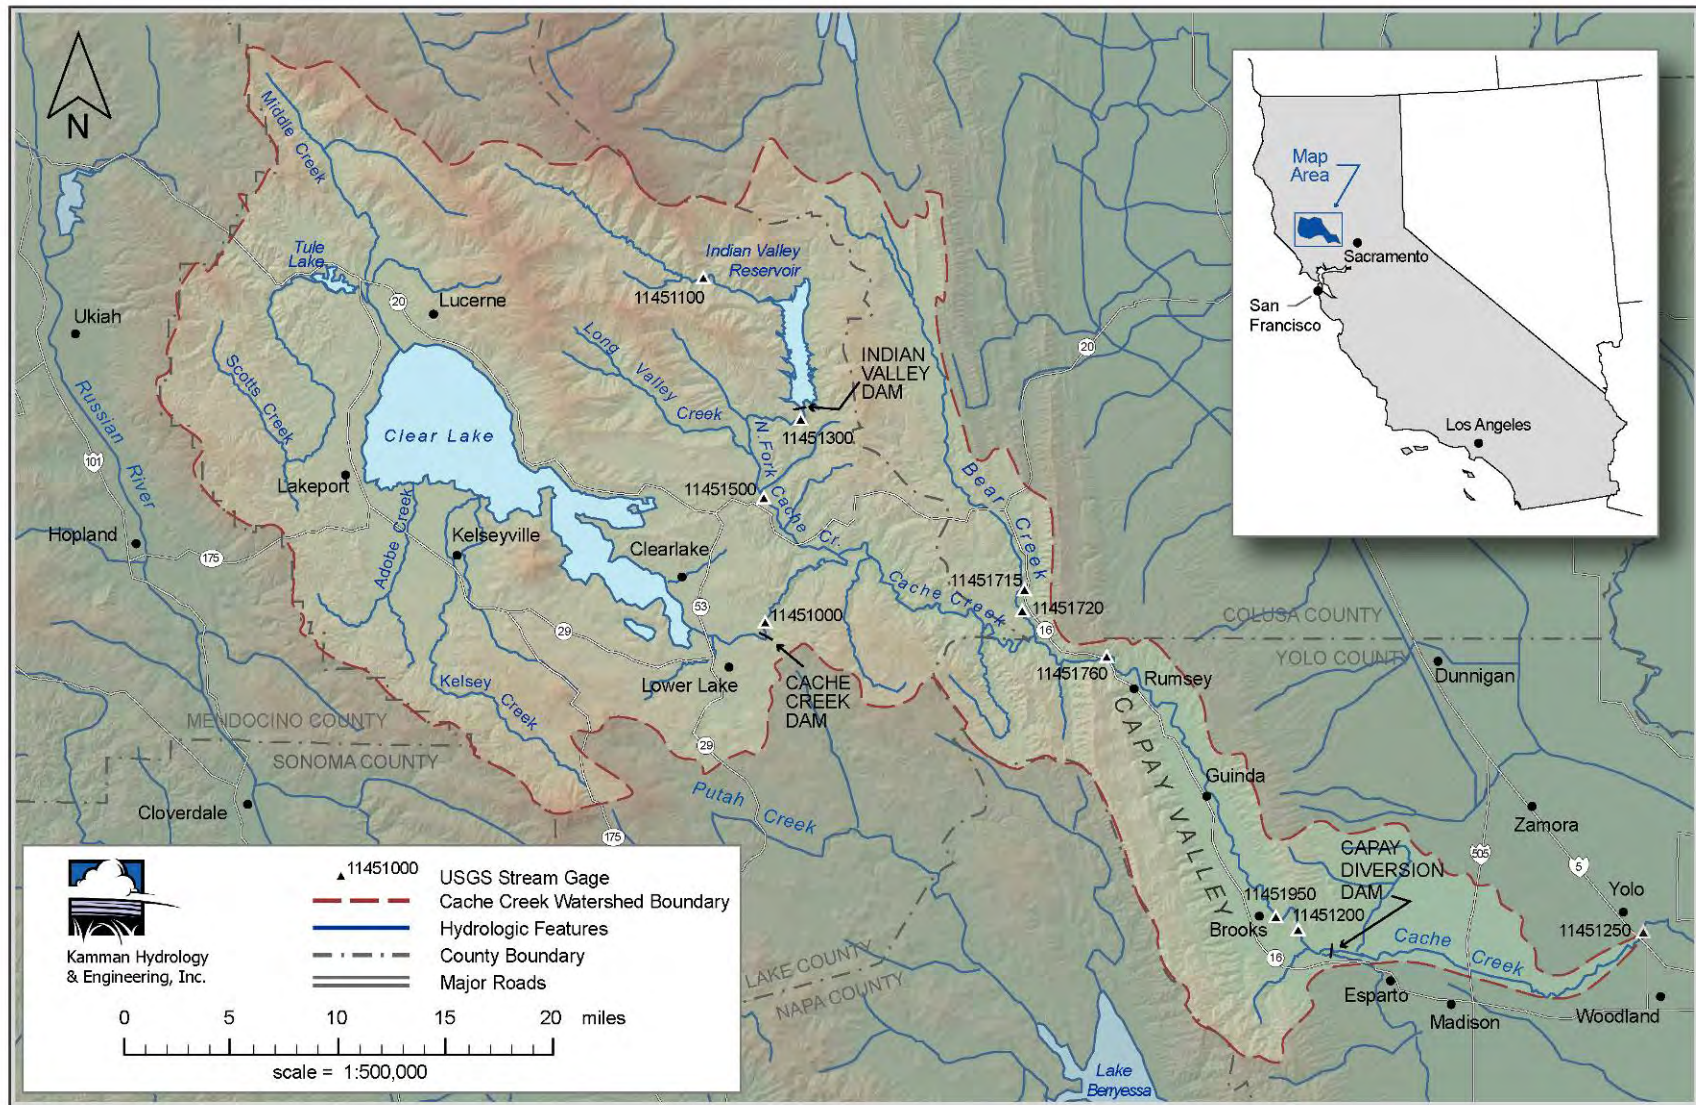 N
Middle Creek
Tule
Lake
20
Lucerne
Ukiah
Scotts Creek
Russian
River
101
Clear Lake
Lakeport
Hopland
175
Adobe Creek
Kelseyville
Kelsey
Creek
29
Clearlake
53
Lower Lake
29
175
Indian Valley
Reservoir
11451100
Long
Valley
Creek
INDIAN
VALLEY
DAM
11451300
N. Fork Cache Cr.
11451500
11451000
CACHE
CREEK
DAM
Cache Creek
Bear
Creek
20
11451715
11451720
16
11451760
Rumsey
CAPAY VALLEY
Guinda
COLUSA COUNTY
YOLO COUNTY
Dunnigan
Zamora
505
5
Yolo
11451250
CAPAY
DIVERSION
DAM
11451950
11451200
Brooks
16
Cache
Creek
Esparto
Madison
Woodland
MENDOCINO COUNTY
SONOMA COUNTY
Cloverdale
Putah
Creek
LAKE COUNTY
NAPA COUNTY
Lake
Berryessa
Map
Area
Sacramento
San
Francisco
Los Angeles
Kamman Hydrology
& Engineering, Inc.
11451000
USGS Stream Gage
Cache Creek Watershed Boundary
Hydrologic Features
County Boundary
Major Roads
0 5 10 15 20 miles
scale = 1:500,000